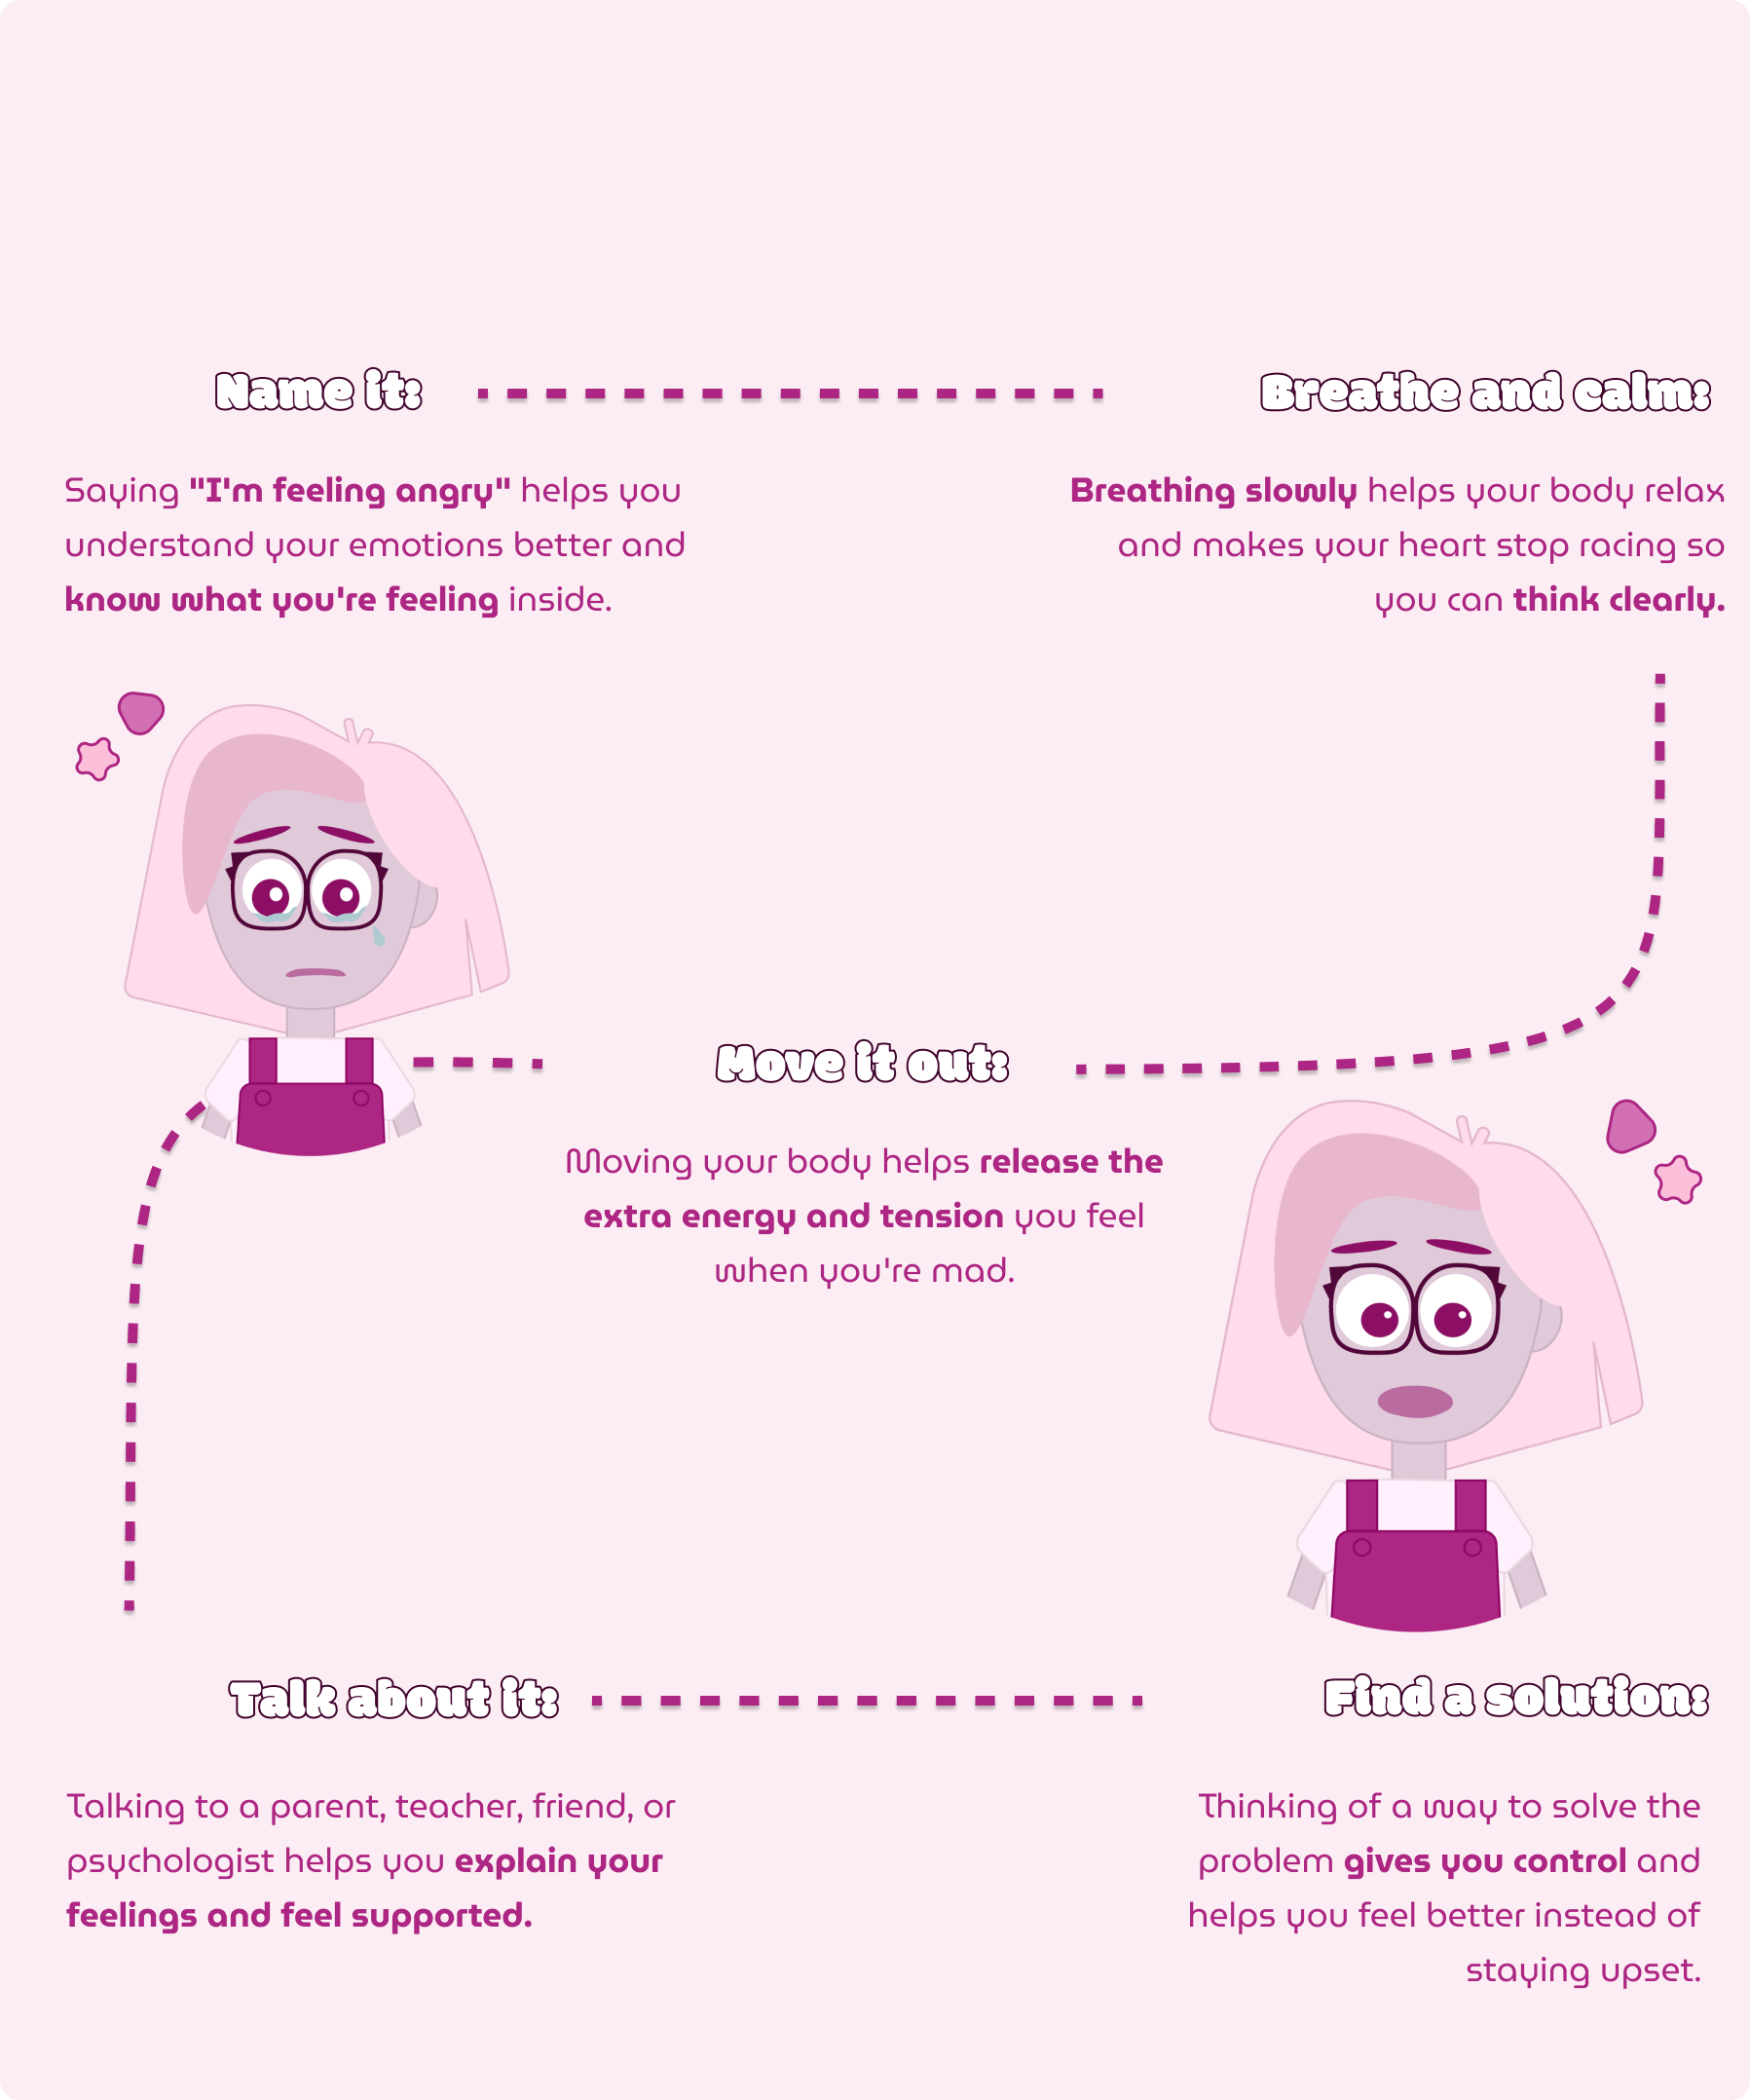 Name it:
Saying "I'm feeling angry" helps you
understand your emotions better and
know what you're feeling inside.
Breathe and calm:
Breathing slowly helps your body relax
and makes your heart stop racing so
you can think clearly.
Move it out:
Moving your body helps release the
extra energy and tension you feel
when you're mad.
Talk about it:
Talking to a parent, teacher, friend, or
psychologist helps you explain your
feelings and feel supported.
Find a solution:
Thinking of a way to solve the
problem gives you control and
helps you feel better instead of
staying upset.